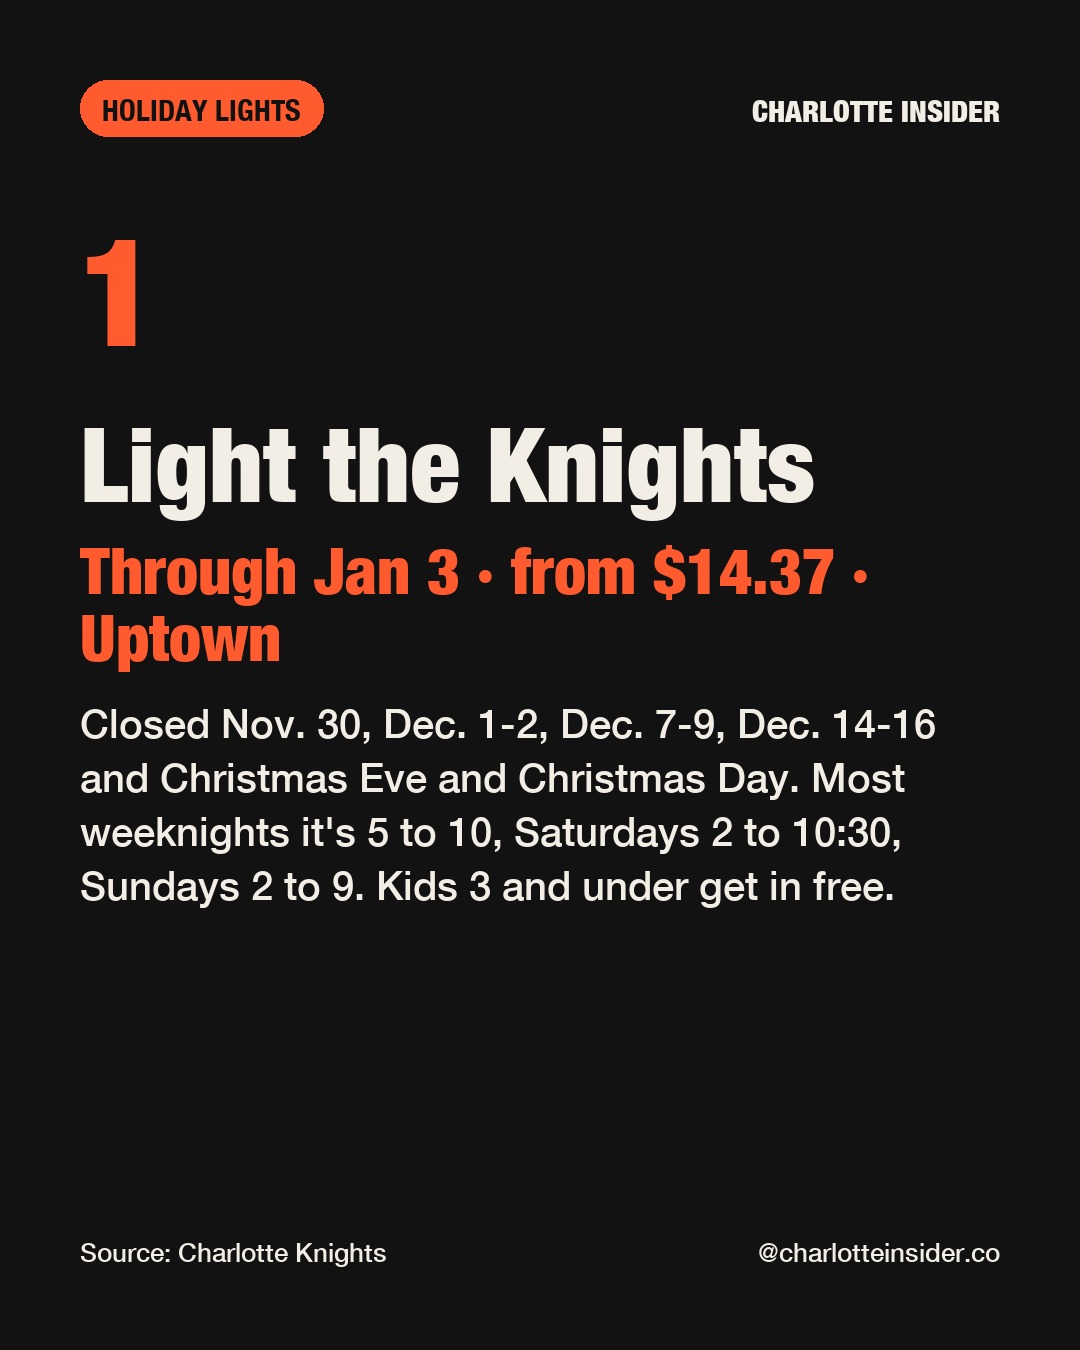 HOLIDAY LIGHTS
CHARLOTTE INSIDER
1
Light the Knights
Through Jan 3 • from $14.37 •
Uptown
Closed Nov. 30, Dec. 1-2, Dec. 7-9, Dec. 14-16
and Christmas Eve and Christmas Day. Most
weeknights it's 5 to 10, Saturdays 2 to 10:30,
Sundays 2 to 9. Kids 3 and under get in free.
Source: Charlotte Knights
@charlotteinsider.co